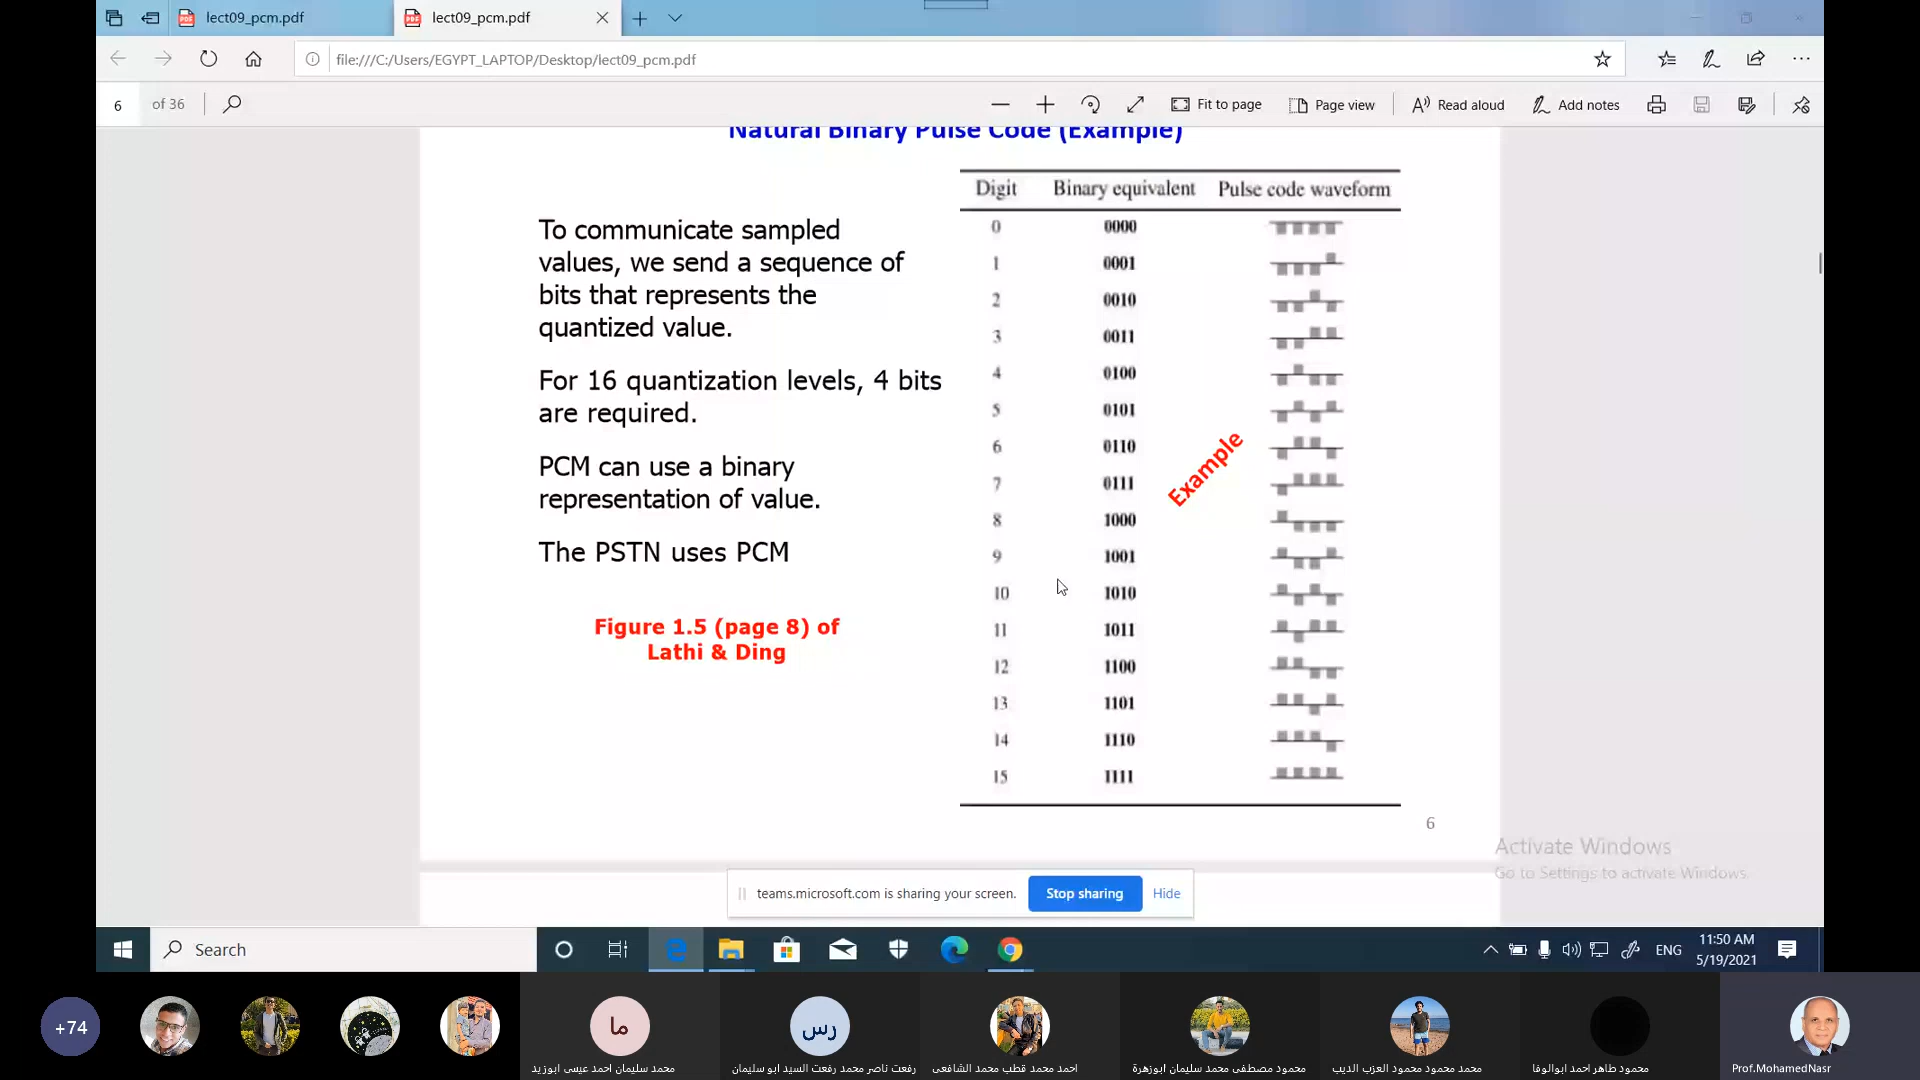 lect09_pcm.pdf
lect09_pcm.pdf
file:///C:/Users/EGYPT_LAPTOP/Desktop/lect09_pcm.pdf
6 of 36
Fit to page
Page view
Read aloud
Add notes
Natural Binary Pulse Code (Example)
To communicate sampled
values, we send a sequence of
bits that represents the
quantized value.
For 16 quantization levels, 4 bits
are required.
PCM can use a binary
representation of value.
The PSTN uses PCM
Figure 1.5 (page 8) of
Lathi & Ding
Digit Binary equivalent Pulse code waveform
0 0000
1 0001
2 0010
3 0011
4 0100
5 0101
6 0110
7 0111
8 1000
9 1001
10 1010
11 1011
12 1100
13 1101
14 1110
15 1111
Example
6
Activate Windows
Go to Settings to activate Windows.
teams.microsoft.com is sharing your screen.
Stop sharing
Hide
Search
ENG
11:50 AM
5/19/2021
+74
ما
رس
محمد سليمان احمد عيسى ابوزيد
رفعت ناصر محمد رفعت السيد ابو سليمان
احمد محمد قطب محمد الشافعى
محمود مصطفى محمد سليمان ابوزهرة
محمد محمود محمود العزب الديب
محمود طاهر احمد ابوالوفا
Prof.MohamedNasr